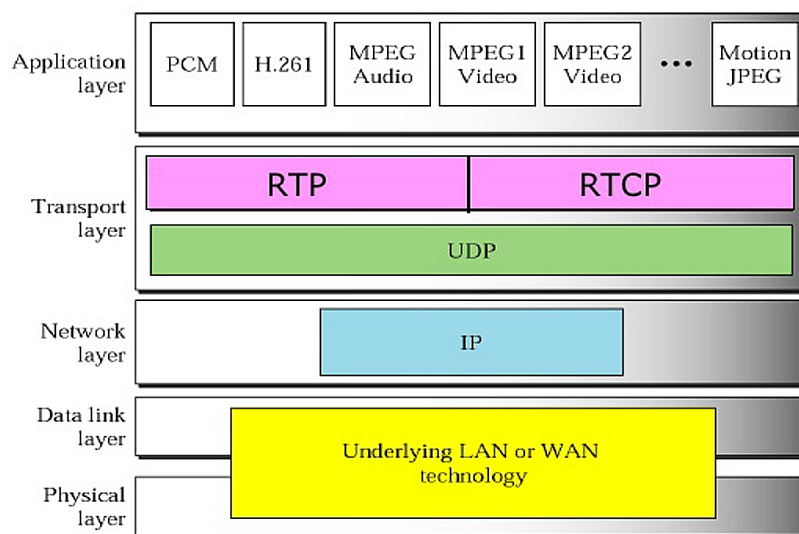 Application
layer
PCM
H.261
MPEG
Audio
MPEG1
Video
MPEG2
Video
•••
Motion
JPEG
Transport
layer
RTP
RTCP
UDP
Network
layer
IP
Data link
layer
Underlying LAN or WAN
technology
Physical
layer